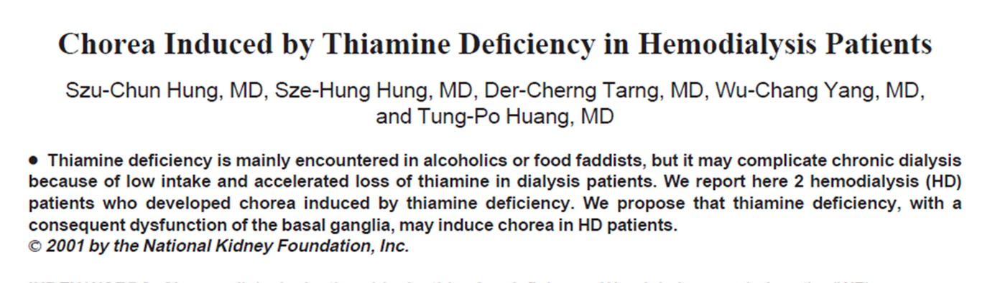 Chorea Induced by Thiamine Deficiency in Hemodialysis Patients
Szu-Chun Hung, MD, Sze-Hung Hung, MD, Der-Cherng Tarng, MD, Wu-Chang Yang, MD,
and Tung-Po Huang, MD
● Thiamine deficiency is mainly encountered in alcoholics or food faddists, but it may complicate chronic dialysis
because of low intake and accelerated loss of thiamine in dialysis patients. We report here 2 hemodialysis (HD)
patients who developed chorea induced by thiamine deficiency. We propose that thiamine deficiency, with a
consequent dysfunction of the basal ganglia, may induce chorea in HD patients.
© 2001 by the National Kidney Foundation, Inc.